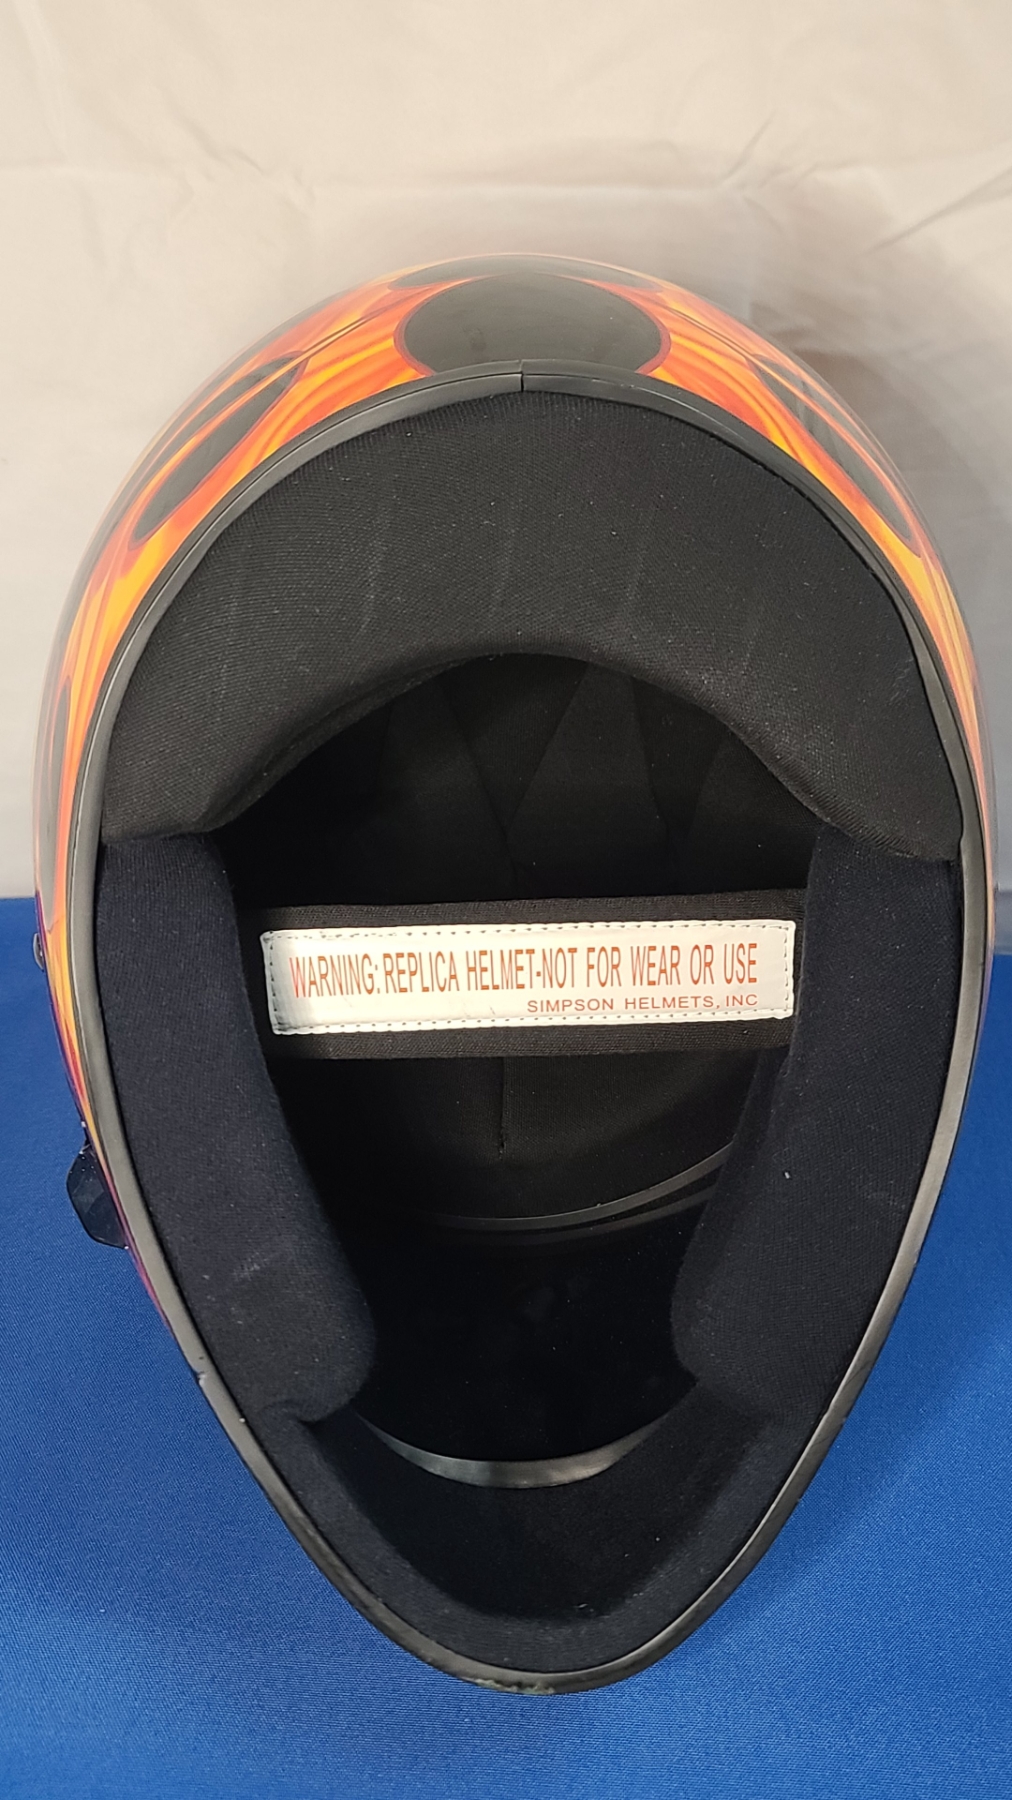 WARNING: REPLICA HELMET-NOT FOR WEAR OR USE
SIMPSON HELMETS, INC